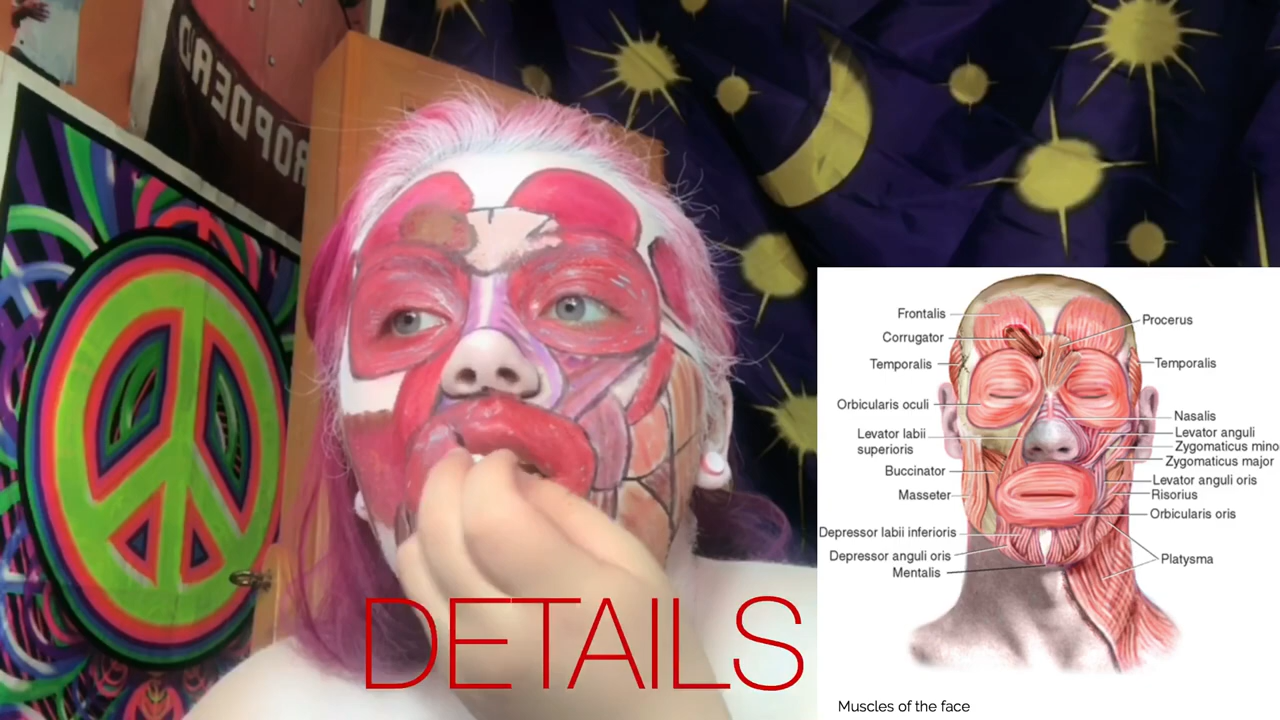 ROPDEAD
Frontalis
Procerus
Corrugator
Temporalis
Temporalis
Orbicularis oculi
Nasalis
Levator labii
superioris
Levator anguli
Zygomaticus mino
Zygomaticus major
Buccinator
Levator anguli oris
Masseter
Risorius
Orbicularis oris
Depressor labii inferioris
Depressor anguli oris
Platysma
Mentalis
DETAILS
Muscles of the face